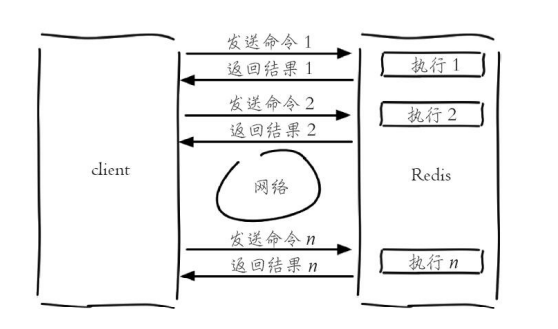 发送命令 1
返回结果 1
执行 1
发送命令 2
返回结果 2
执行 2
client
网络
Redis
发送命令 n
返回结果 n
执行 n